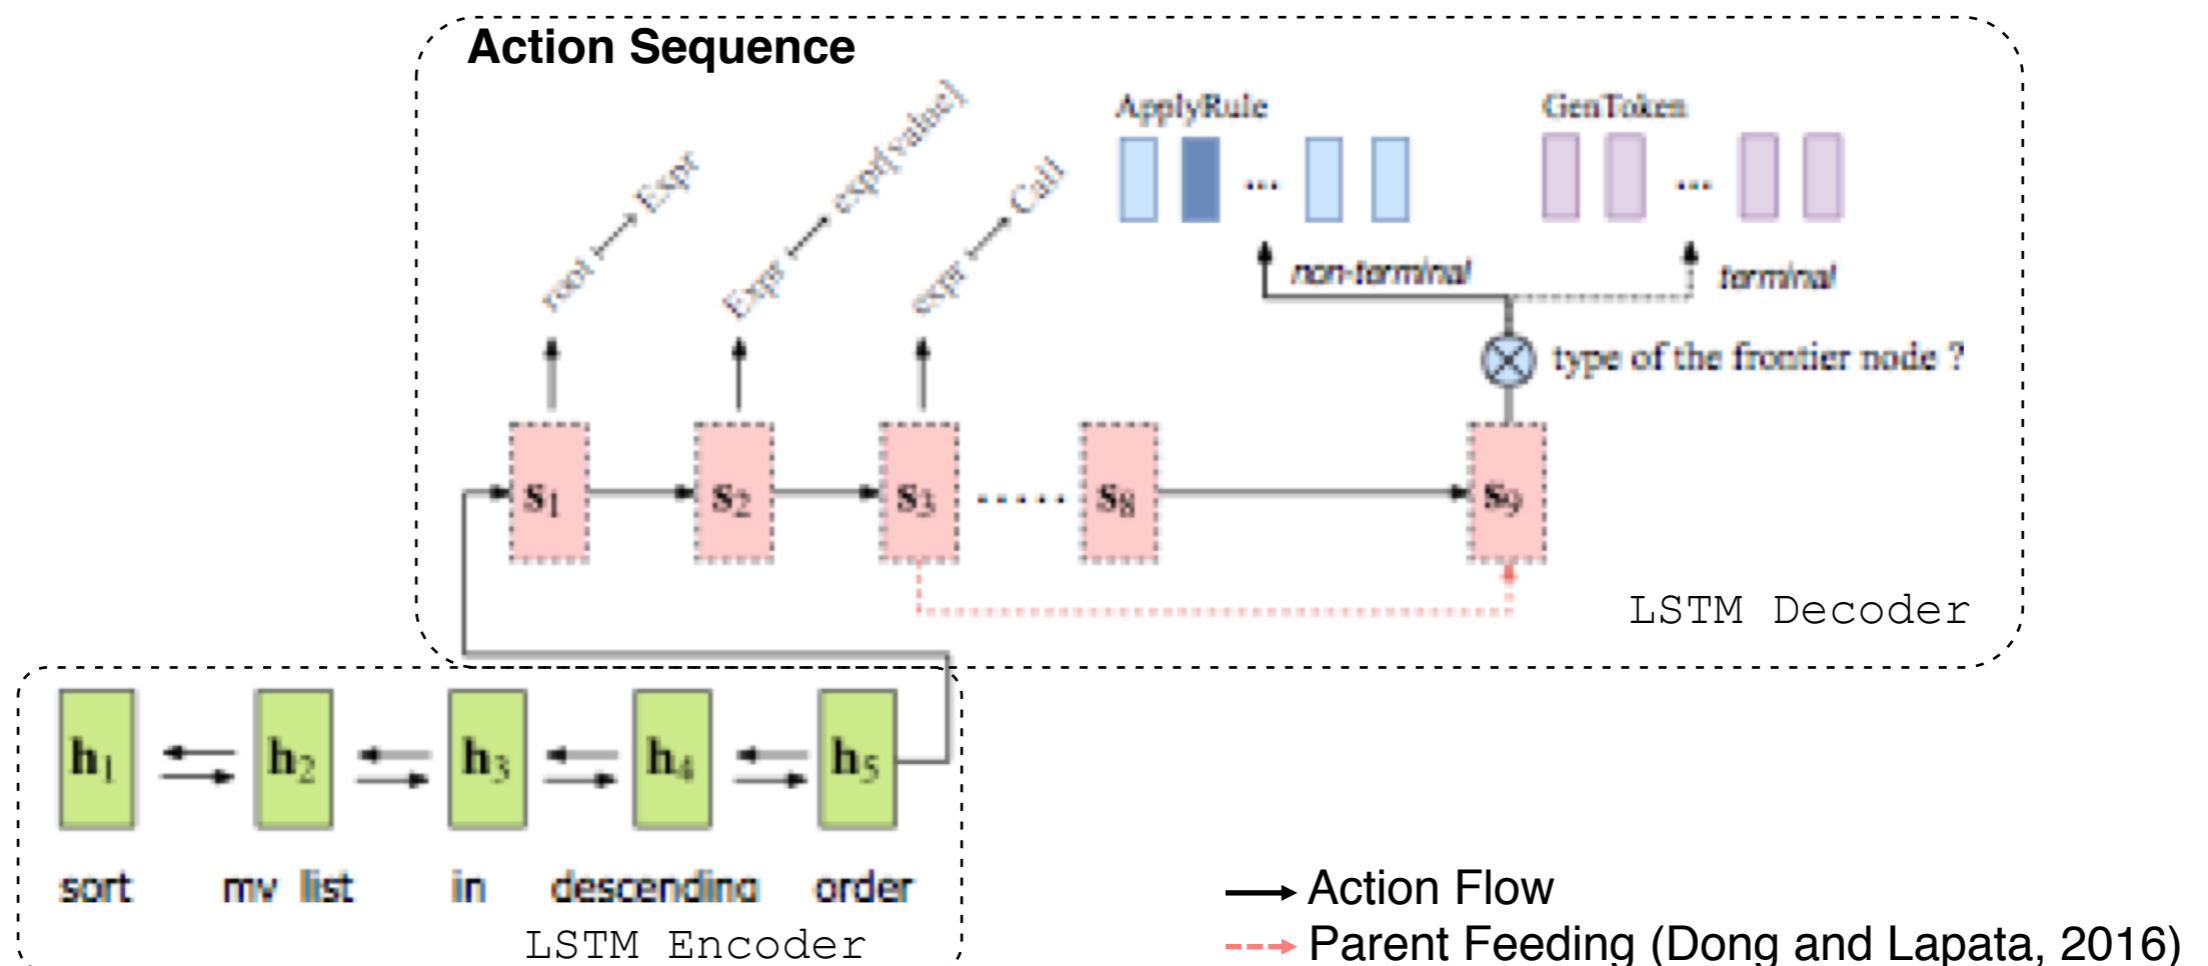 Action Sequence
root → Expr
Expr → expr[value]
expr → Call
ApplyRule
GenToken
...
...
non-terminal
terminal
type of the frontier node ?
s1
s2
s3
.....
s8
s9
LSTM Decoder
h1
h2
h3
h4
h5
sort
my_list
in
descending
order
LSTM Encoder
Action Flow
Parent Feeding (Dong and Lapata, 2016)